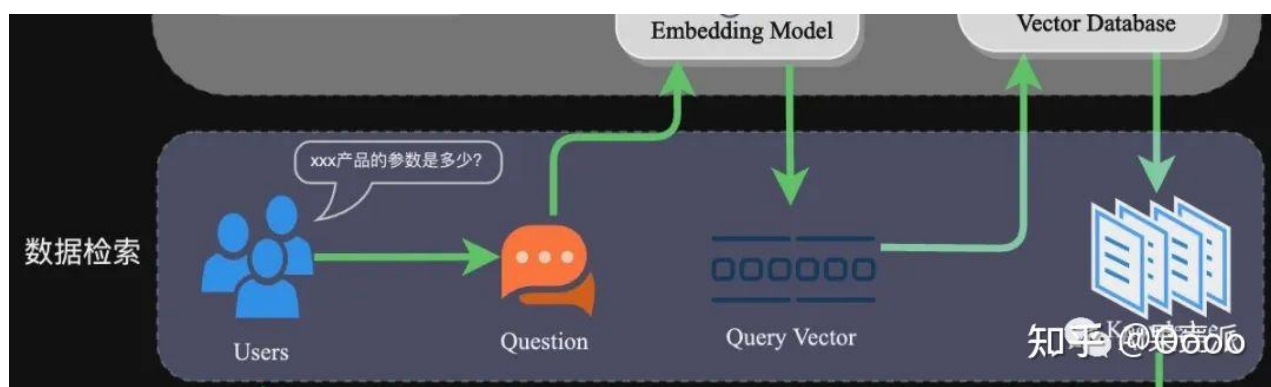 Embedding Model
Vector Database
xxx产品的参数是多少?
数据检索
Users
Question
Query Vector
知乎